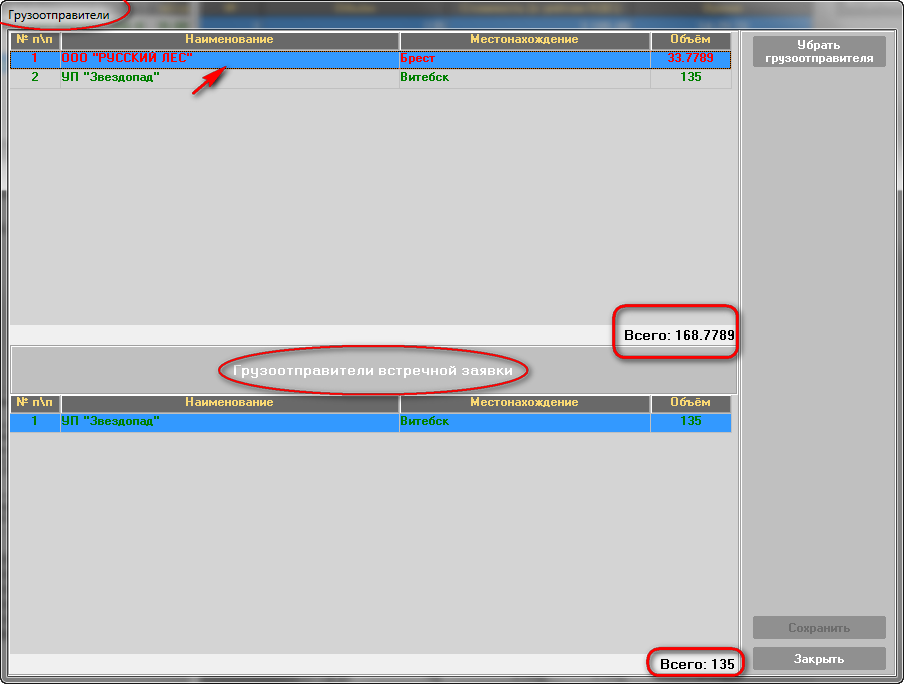 Грузоотправители
№ п\п Наименование Местонахождение Объём
1 ООО "РУССКИЙ ЛЕС" Брест 33.7789
2 УП "Звездопад" Витебск 135
Всего: 168.7789
Грузоотправители встречной заявки
№ п\п Наименование Местонахождение Объём
1 УП "Звездопад" Витебск 135
Всего: 135
Убрать
грузоотправителя
Сохранить
Закрыть